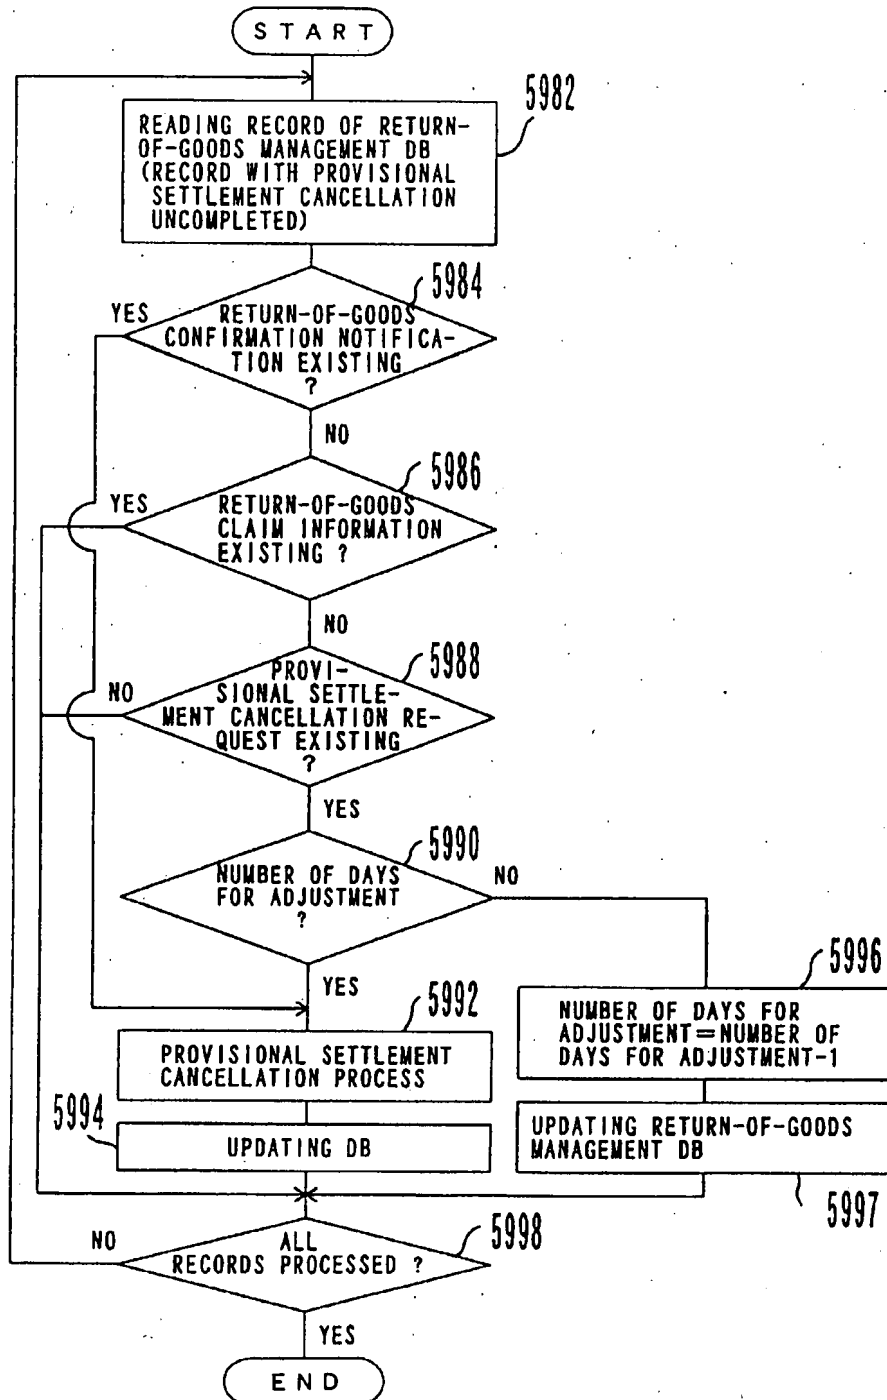 START
5982
READING RECORD OF RETURN-
OF-GOODS MANAGEMENT DB
(RECORD WITH PROVISIONAL
SETTLEMENT CANCELLATION
UNCOMPLETED)
5984
YES
RETURN-OF-GOODS
CONFIRMATION NOTIFICA-
TION EXISTING
?
NO
5986
YES
RETURN-OF-GOODS
CLAIM INFORMATION
EXISTING ?
NO
5988
NO
PROVI-
SIONAL SETTLE-
MENT CANCELLATION RE-
QUEST EXISTING
?
YES
5990
NUMBER OF DAYS
FOR ADJUSTMENT
?
NO
YES
5992
5996
PROVISIONAL SETTLEMENT
CANCELLATION PROCESS
NUMBER OF DAYS FOR
ADJUSTMENT=NUMBER OF
DAYS FOR ADJUSTMENT-1
5994
UPDATING DB
UPDATING RETURN-OF-GOODS
MANAGEMENT DB
5997
NO
ALL
RECORDS PROCESSED ?
5998
YES
END